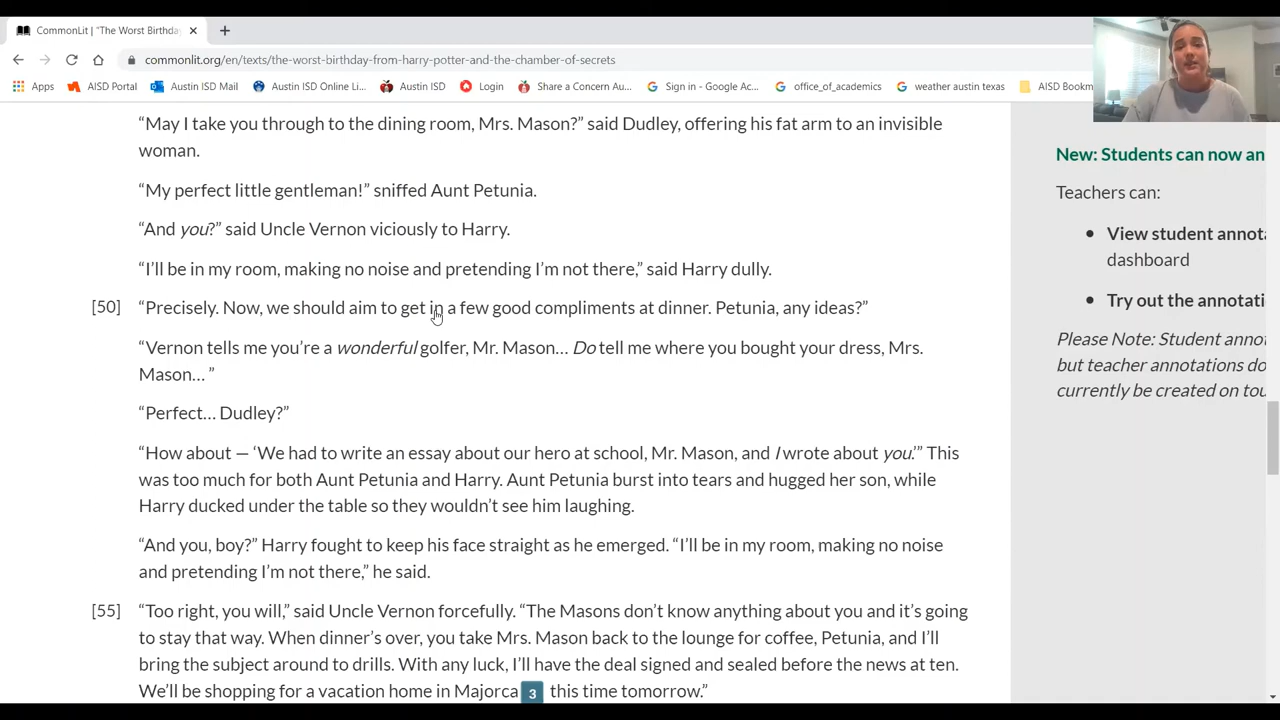 CommonLit | "The Worst Birthda
commonlit.org/en/texts/the-worst-birthday-from-harry-potter-and-the-chamber-of-secrets
Apps AISD Portal Austin ISD Mail Austin ISD Online Li... Austin ISD Login Share a Concern Au... Sign in - Google Ac... office_of_academics weather austin texas AISD Bookm
“May I take you through to the dining room, Mrs. Mason?” said Dudley, offering his fat arm to an invisible
woman.
“My perfect little gentleman!” sniffed Aunt Petunia.
“And you?” said Uncle Vernon viciously to Harry.
“I’ll be in my room, making no noise and pretending I’m not there,” said Harry dully.
[50] “Precisely. Now, we should aim to get in a few good compliments at dinner. Petunia, any ideas?”
“Vernon tells me you’re a wonderful golfer, Mr. Mason… Do tell me where you bought your dress, Mrs.
Mason… ”
“Perfect… Dudley?”
“How about — ‘We had to write an essay about our hero at school, Mr. Mason, and I wrote about you.’” This
was too much for both Aunt Petunia and Harry. Aunt Petunia burst into tears and hugged her son, while
Harry ducked under the table so they wouldn’t see him laughing.
“And you, boy?” Harry fought to keep his face straight as he emerged. “I’ll be in my room, making no noise
and pretending I’m not there,” he said.
[55] “Too right, you will,” said Uncle Vernon forcefully. “The Masons don’t know anything about you and it’s going
to stay that way. When dinner’s over, you take Mrs. Mason back to the lounge for coffee, Petunia, and I’ll
bring the subject around to drills. With any luck, I’ll have the deal signed and sealed before the news at ten.
We’ll be shopping for a vacation home in Majorca 3 this time tomorrow.”
New: Students can now an
Teachers can:
• View student annota
dashboard
• Try out the annotati
Please Note: Student annot
but teacher annotations do
currently be created on tou